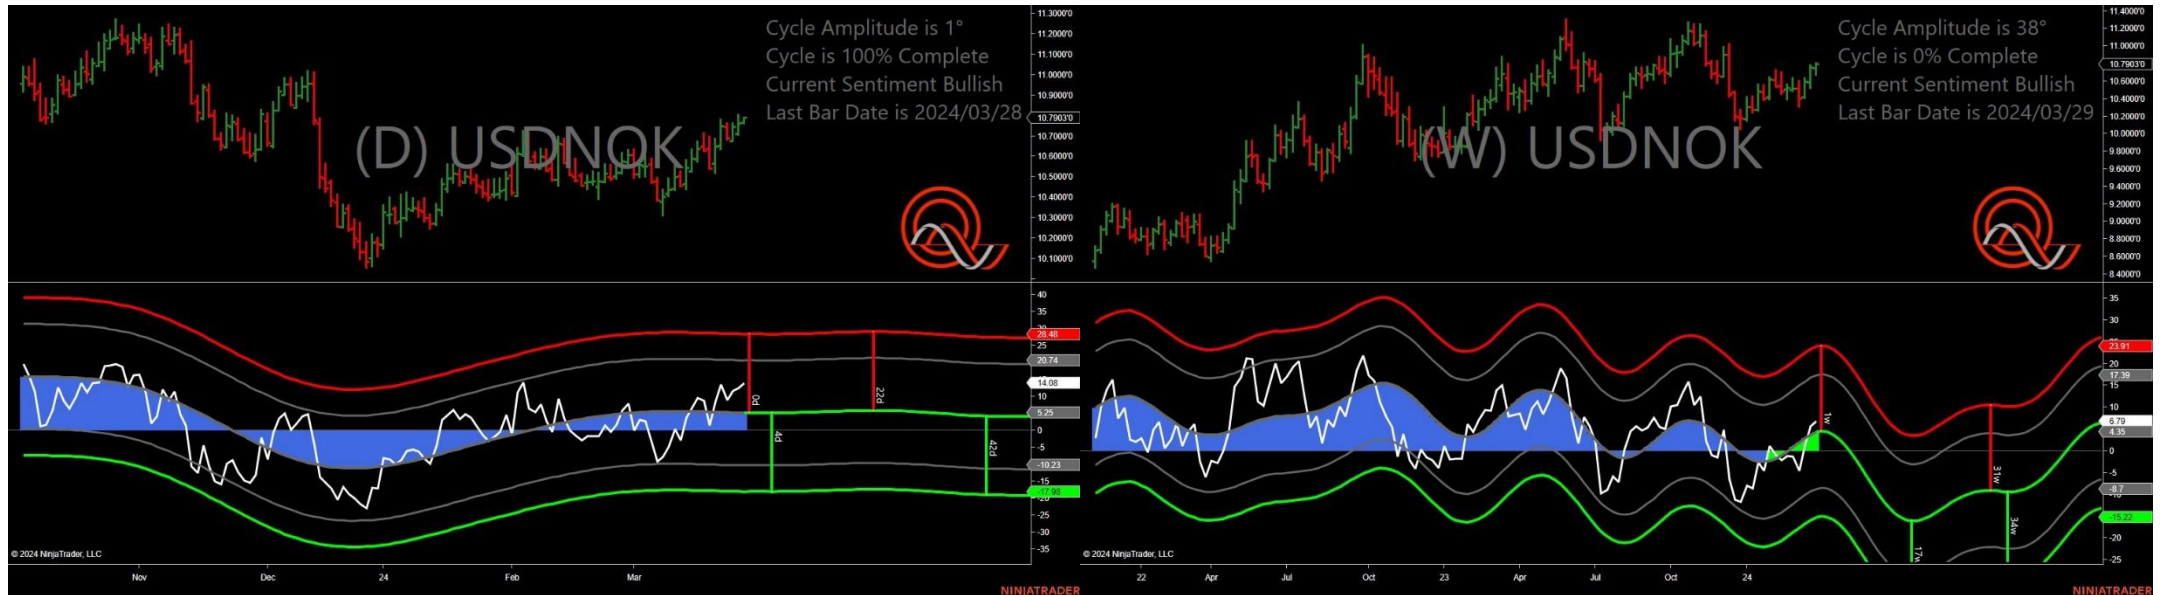 Cycle Amplitude is 1°
Cycle is 100% Complete
Current Sentiment Bullish
Last Bar Date is 2024/03/28
(D) USDNOK
11.3000'0
11.2000'0
11.1000'0
11.0000'0
10.9000'0
10.7903'0
10.7000'0
10.6000'0
10.5000'0
10.4000'0
10.3000'0
10.2000'0
10.1000'0
40
35
28.48
25
20.74
14.08
10
5.25
0
-5
-10.23
-17.98
-25
-30
-35
0d
22d
4d
42d
© 2024 NinjaTrader, LLC
Nov
Dec
24
Feb
Mar
NINJATRADER
Cycle Amplitude is 38°
Cycle is 0% Complete
Current Sentiment Bullish
Last Bar Date is 2024/03/29
(W) USDNOK
11.4000'0
11.2000'0
11.0000'0
10.7903'0
10.6000'0
10.4000'0
10.2000'0
10.0000'0
9.8000'0
9.6000'0
9.4000'0
9.2000'0
9.0000'0
8.8000'0
8.6000'0
8.4000'0
35
30
23.91
20
17.39
15
10
6.79
4.35
0
-5
-8.7
-15.22
-20
-25
1w
31w
17w
34w
© 2024 NinjaTrader, LLC
22
Apr
Jul
Oct
23
Apr
Jul
Oct
24
NINJATRADER